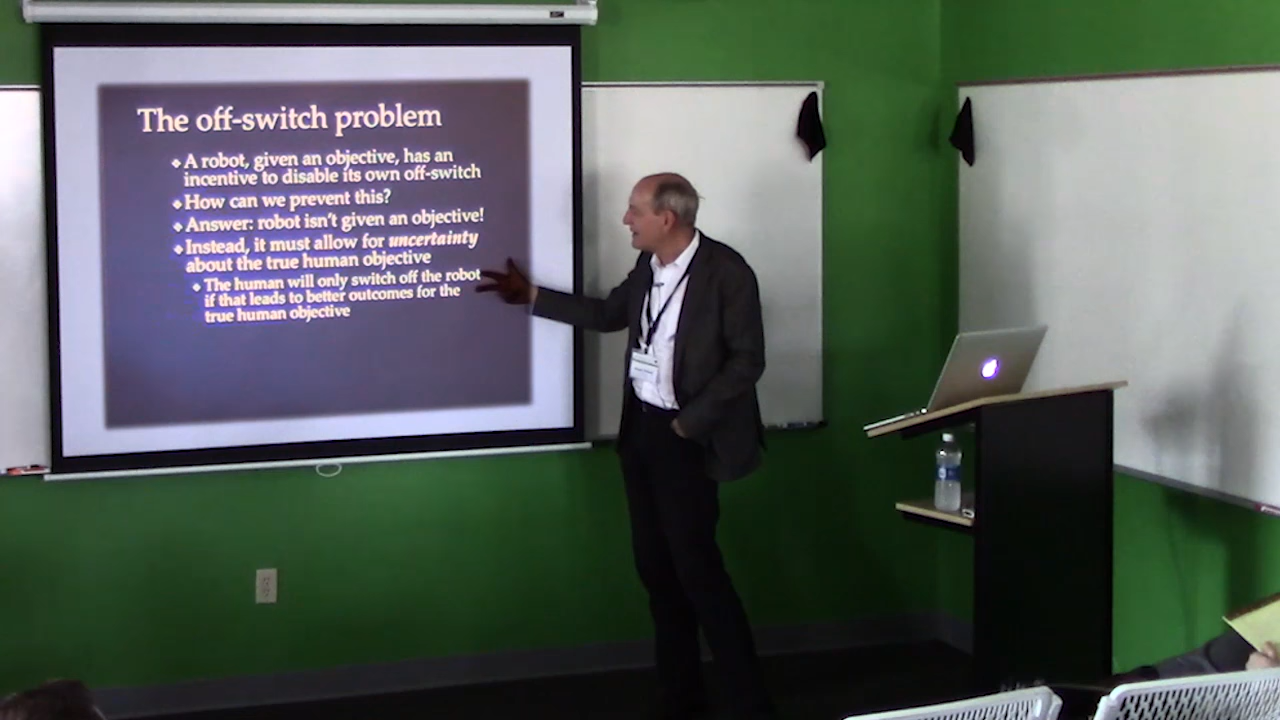 The off-switch problem
❖ A robot, given an objective, has an
incentive to disable its own off-switch
❖ How can we prevent this?
❖ Answer: robot isn't given an objective!
❖ Instead, it must allow for uncertainty
about the true human objective
❖ The human will only switch off the robot
if that leads to better outcomes for the
true human objective